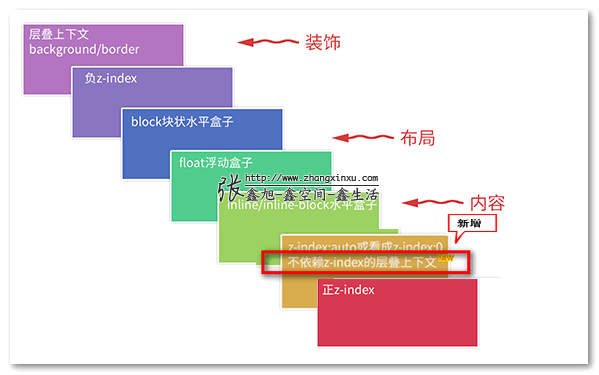 层叠上下文
background/border
装饰
负z-index
block块状水平盒子
布局
float浮动盒子
张
http://www.zhangxinxu.com
鑫旭-鑫空间-鑫生活
inline/inline-block水平盒子
内容
新增
z-index:auto或看成z-index:0
不依赖z-index的层叠上下文
NEW
正z-index